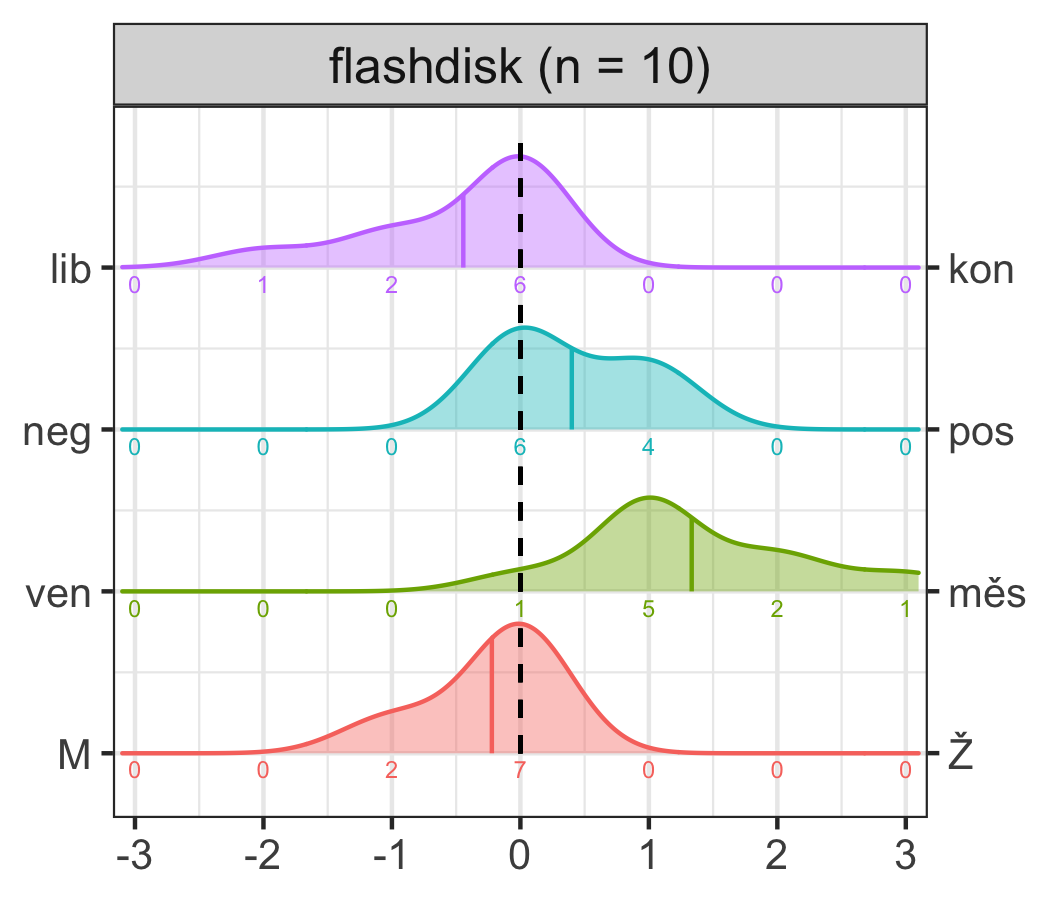 flashdisk (n = 10)
lib kon
0 1 2 6 0 0 0
neg pos
0 0 0 6 4 0 0
ven měs
0 0 0 1 5 2 1
M Ž
0 0 2 7 0 0 0
-3 -2 -1 0 1 2 3